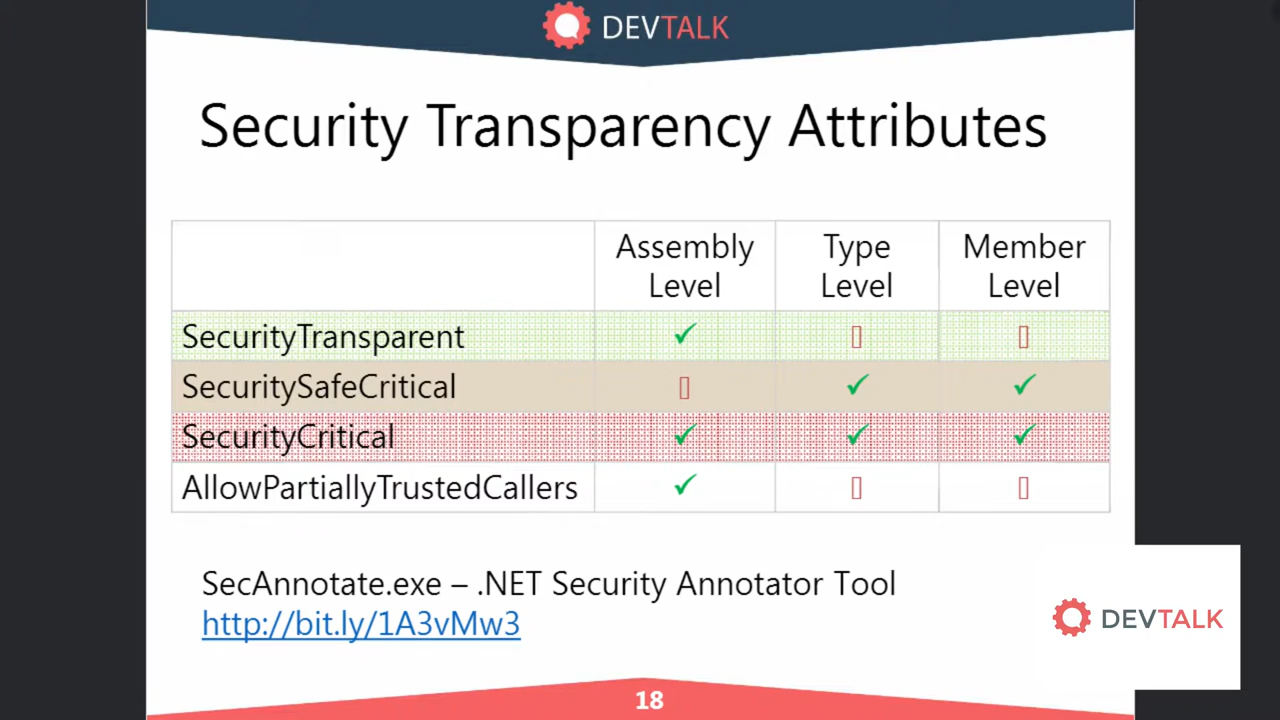 DEVTALK
Security Transparency Attributes
Assembly Level Type Level Member Level
SecurityTransparent ✓ ▯ ▯
SecuritySafeCritical ▯ ✓ ✓
SecurityCritical ✓ ✓ ✓
AllowPartiallyTrustedCallers ✓ ▯ ▯
SecAnnotate.exe – .NET Security Annotator Tool
http://bit.ly/1A3vMw3
DEVTALK
18